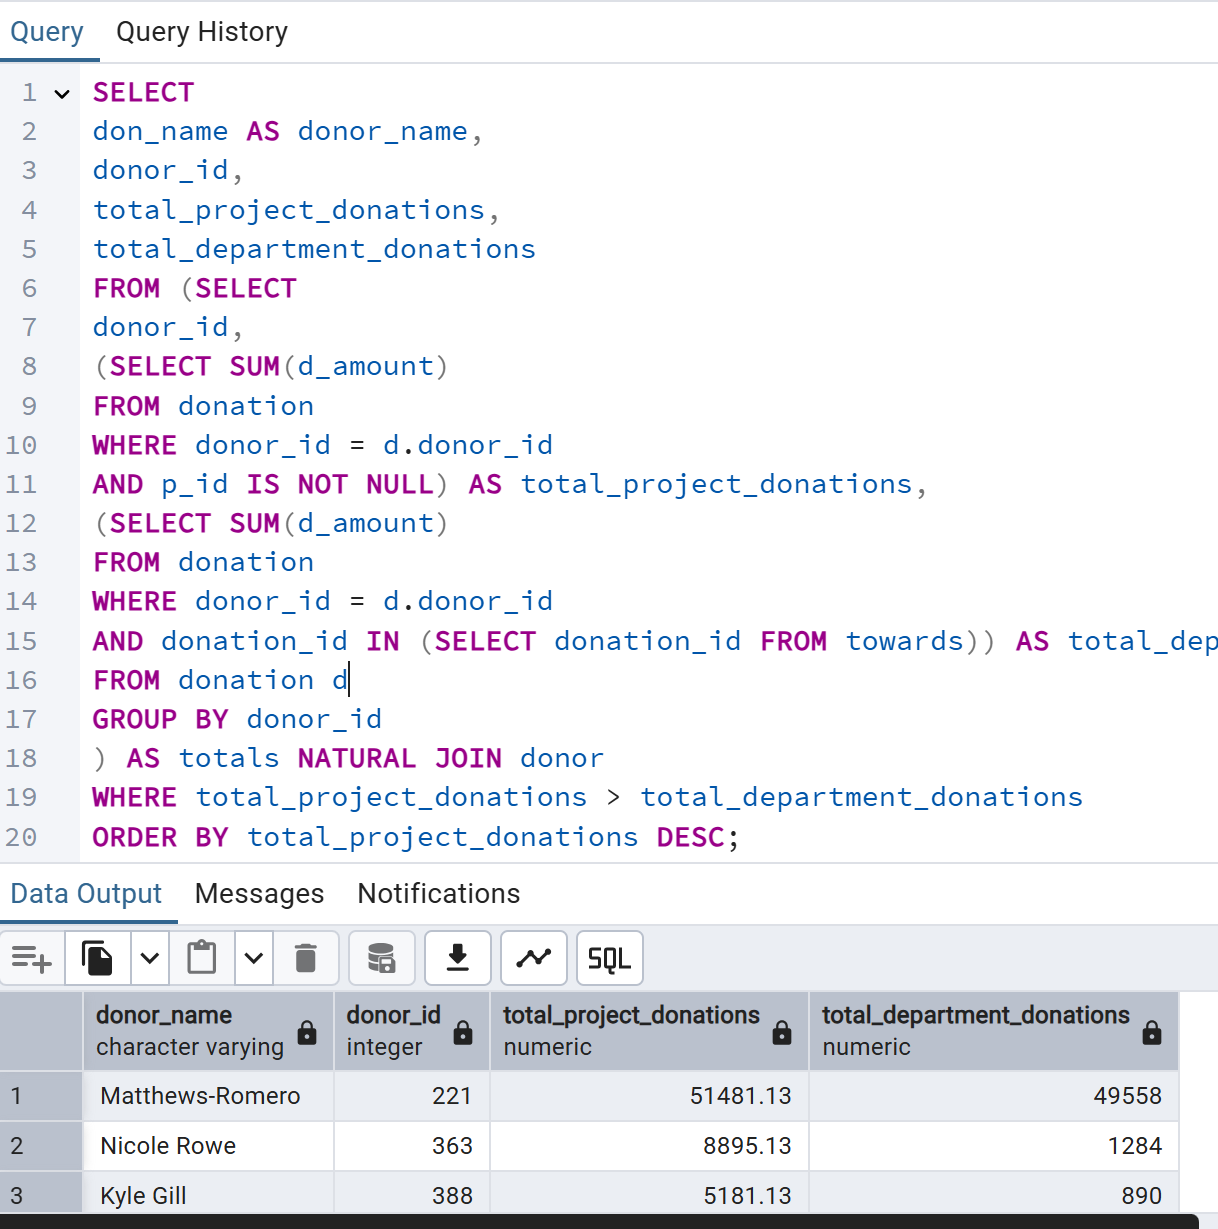 Query Query History
1 SELECT
2 don_name AS donor_name,
3 donor_id,
4 total_project_donations,
5 total_department_donations
6 FROM (SELECT
7 donor_id,
8 (SELECT SUM(d_amount)
9 FROM donation
10 WHERE donor_id = d.donor_id
11 AND p_id IS NOT NULL) AS total_project_donations,
12 (SELECT SUM(d_amount)
13 FROM donation
14 WHERE donor_id = d.donor_id
15 AND donation_id IN (SELECT donation_id FROM towards)) AS total_dep
16 FROM donation d
17 GROUP BY donor_id
18 ) AS totals NATURAL JOIN donor
19 WHERE total_project_donations > total_department_donations
20 ORDER BY total_project_donations DESC;
Data Output Messages Notifications
SQL
donor_name donor_id total_project_donations total_department_donations
character varying integer numeric numeric
1 Matthews-Romero 221 51481.13 49558
2 Nicole Rowe 363 8895.13 1284
3 Kyle Gill 388 5181.13 890